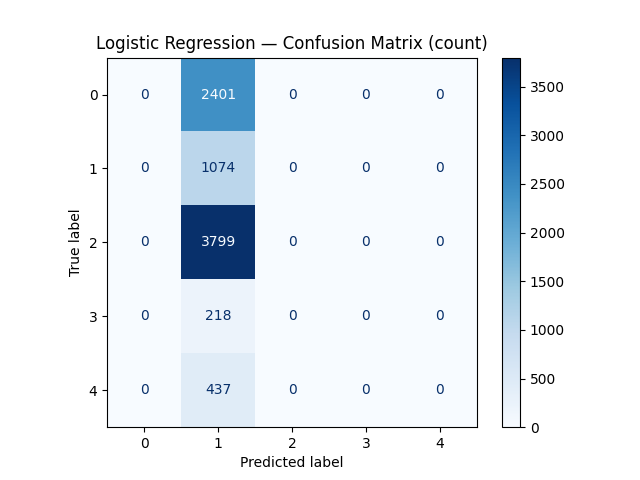 Logistic Regression — Confusion Matrix (count)
0 0 2401 0 0 0
1 0 1074 0 0 0
2 0 3799 0 0 0
3 0 218 0 0 0
4 0 437 0 0 0
0 1 2 3 4
True label
Predicted label
3500
3000
2500
2000
1500
1000
500
0